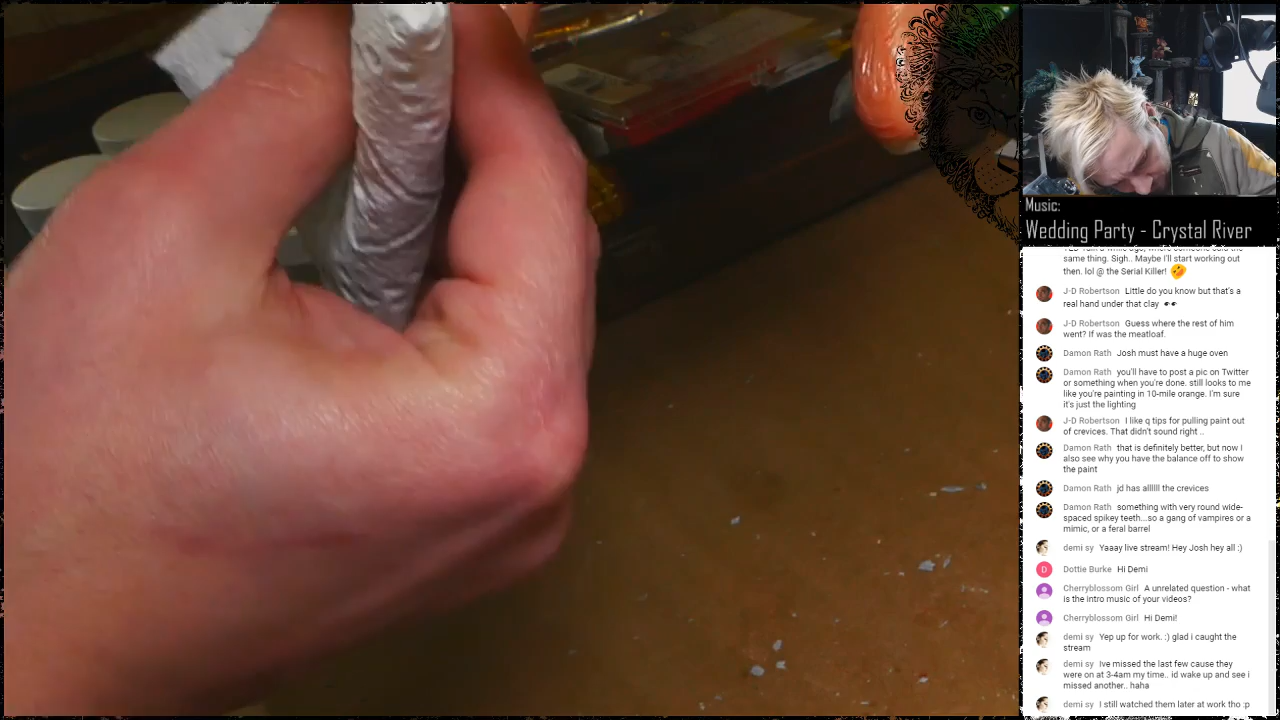 Music:
Wedding Party - Crystal River
same thing. Sigh.. Maybe I'll start working out
then. lol @ the Serial Killer!
J-D Robertson Little do you know but that's a
real hand under that clay
J-D Robertson Guess where the rest of him
went? If was the meatloaf.
Damon Rath Josh must have a huge oven
Damon Rath you'll have to post a pic on Twitter
or something when you're done. still looks to me
like you're painting in 10-mile orange. I'm sure
it's just the lighting
J-D Robertson I like q tips for pulling paint out
of crevices. That didn't sound right ..
Damon Rath that is definitely better, but now I
also see why you have the balance off to show
the paint
Damon Rath jd has allllll the crevices
Damon Rath something with very round wide-
spaced spikey teeth...so a gang of vampires or a
mimic, or a feral barrel
demi sy Yaaay live stream! Hey Josh hey all :)
D Dottie Burke Hi Demi
Cherryblossom Girl A unrelated question - what
is the intro music of your videos?
Cherryblossom Girl Hi Demi!
demi sy Yep up for work. :) glad i caught the
stream
demi sy Ive missed the last few cause they
were on at 3-4am my time.. id wake up and see i
missed another.. haha
demi sy I still watched them later at work tho :p